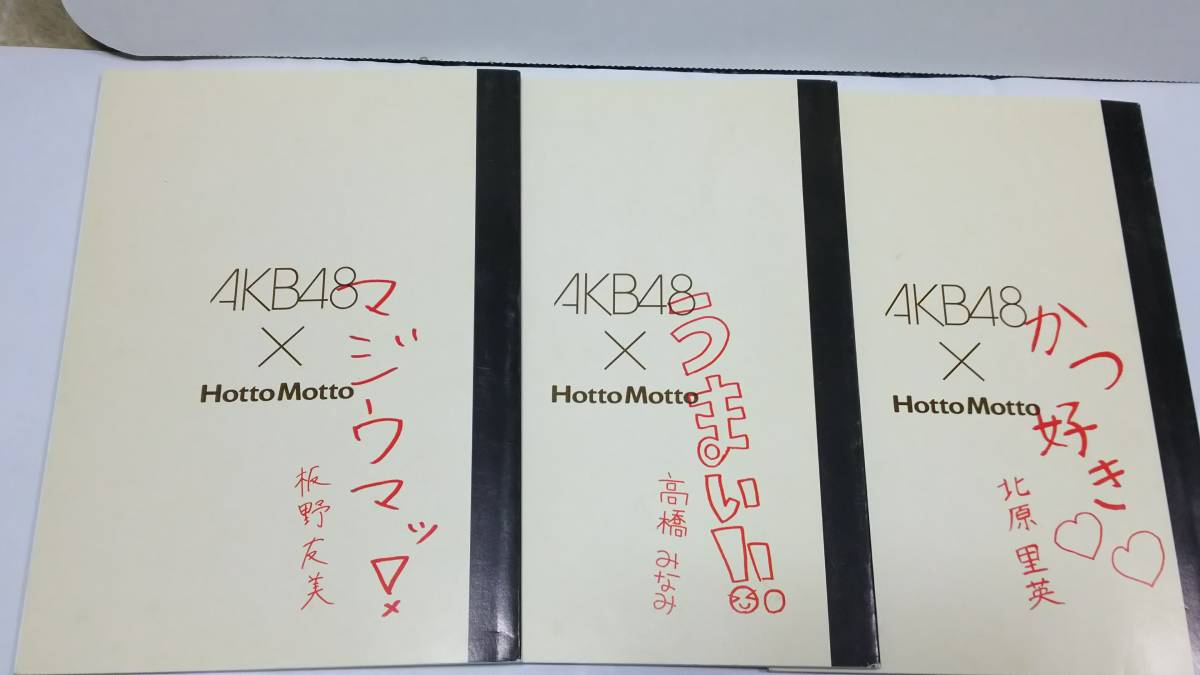 AKB48
×
HottoMotto
マジウマッ!
板野友美
AKB48
×
HottoMotto
うまい!!
高橋みなみ
AKB48
×
HottoMotto
かつ好き♡♡
北原里英